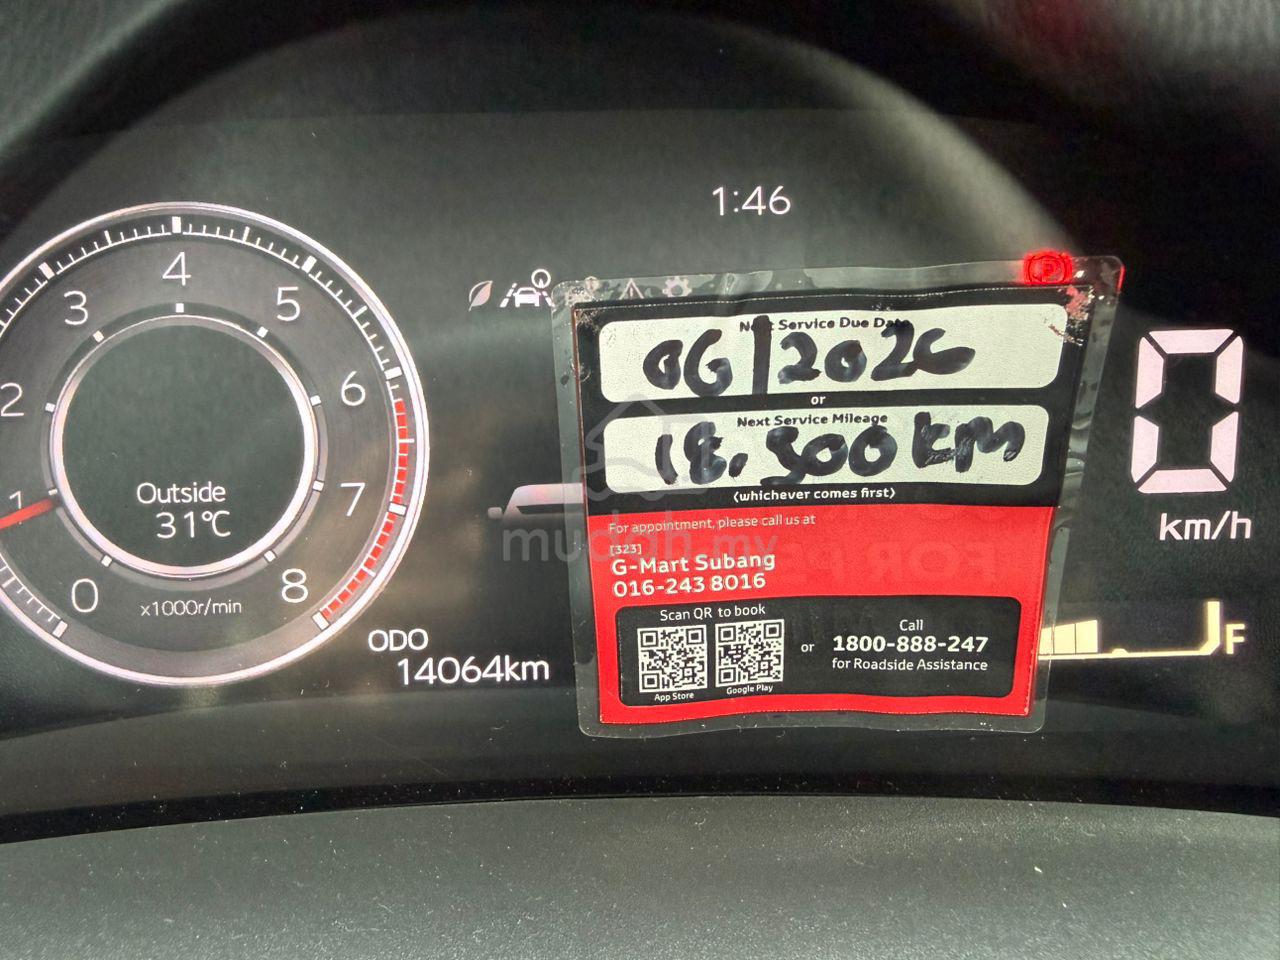 1:46
0
1
2
3
4
5
6
7
8
Outside
31°C
x1000r/min
ODO
14064km
Next Service Due Date
06/2026
or
Next Service Mileage
18.500km
(whichever comes first)
For appointment, please call us at
[323]
G-Mart Subang
016-243 8016
Scan QR to book
App Store
Google Play
or
Call
1800-888-247
for Roadside Assistance
mudah.my
0
km/h
F
P